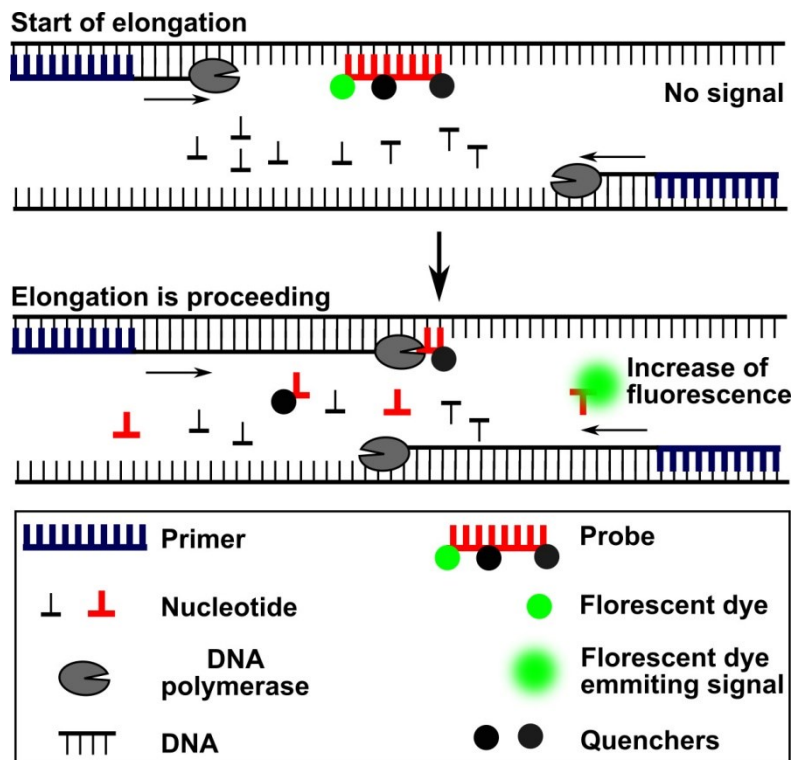 Start of elongation
No signal
Elongation is proceeding
Increase of
fluorescence
Primer
Probe
Nucleotide
Florescent dye
DNA
polymerase
Florescent dye
emmiting signal
DNA
Quenchers